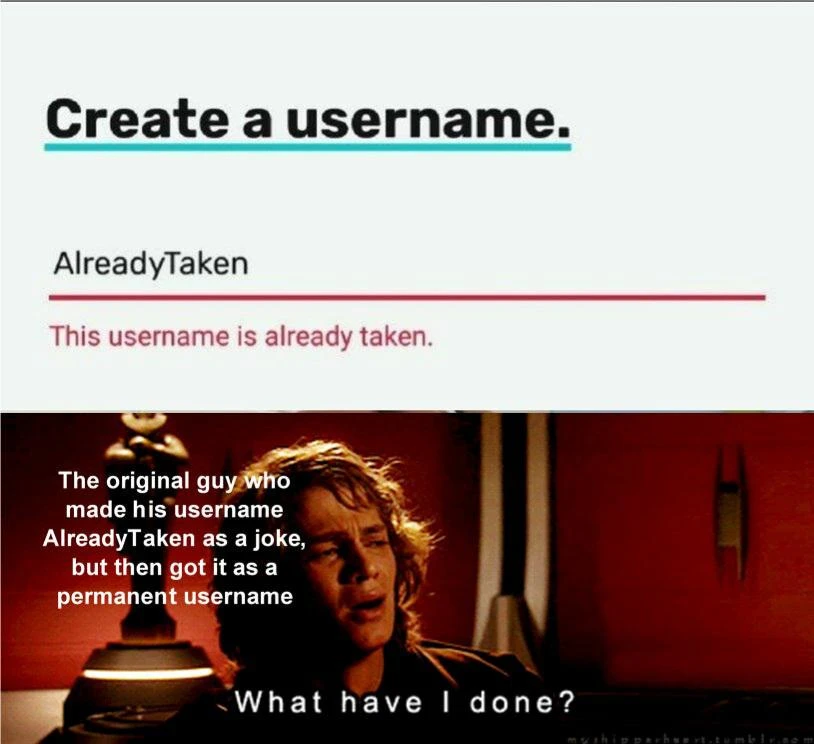 Create a username.
AlreadyTaken
This username is already taken.
The original guy who
made his username
AlreadyTaken as a joke,
but then got it as a
permanent username
What have I done?